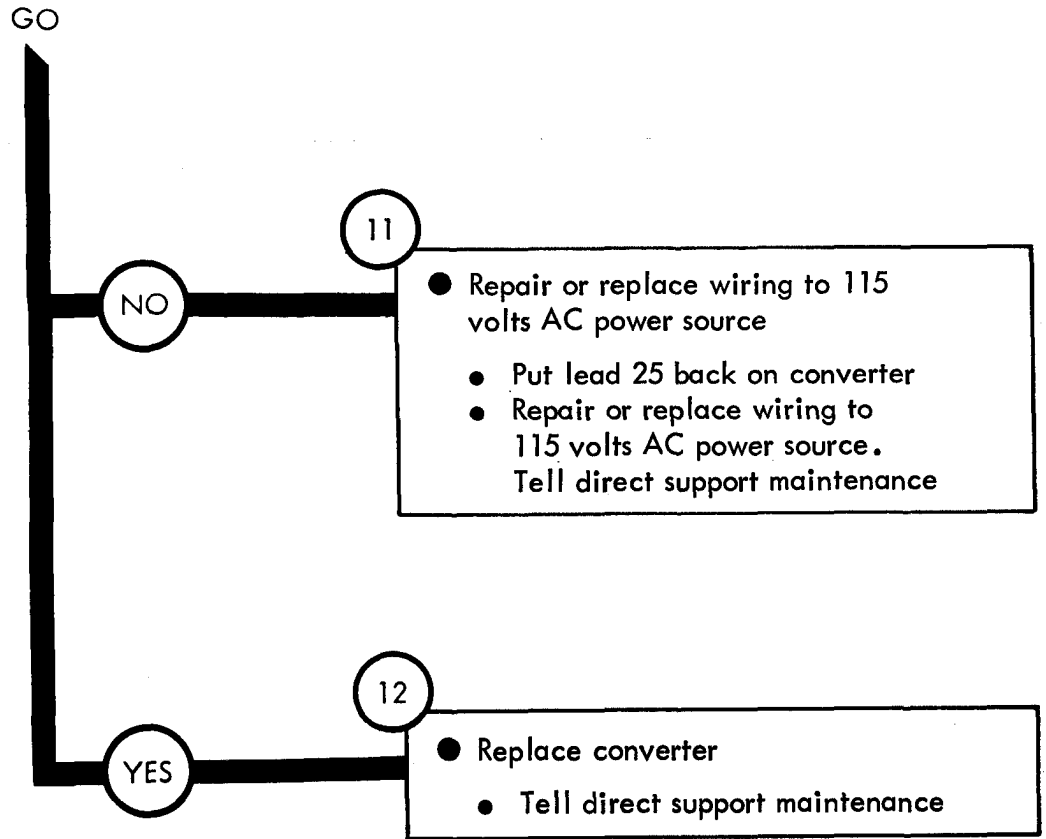 GO
11
NO
● Repair or replace wiring to 115
volts AC power source
● Put lead 25 back on converter
● Repair or replace wiring to
115 volts AC power source.
Tell direct support maintenance
12
YES
● Replace converter
● Tell direct support maintenance